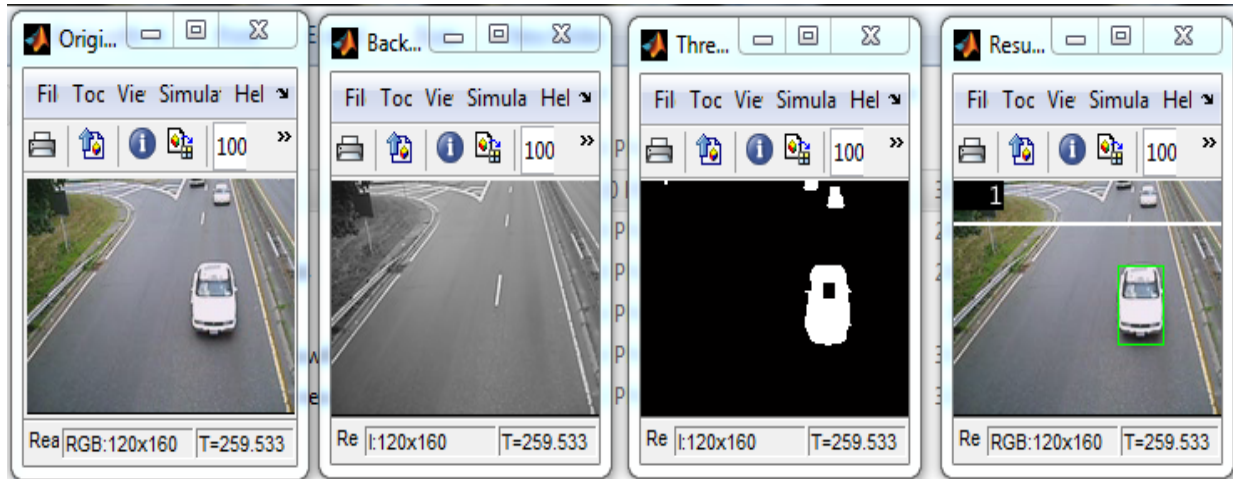 Origi...
Fil Toc Vie Simula Hel
100 »
Rea RGB:120x160 T=259.533
Back...
Fil Toc Vie Simula Hel
100 »
Re I:120x160 T=259.533
Thre...
Fil Toc Vie Simula Hel
100 »
Re I:120x160 T=259.533
Resu...
Fil Toc Vie Simula Hel
100 »
1
Re RGB:120x160 T=259.533